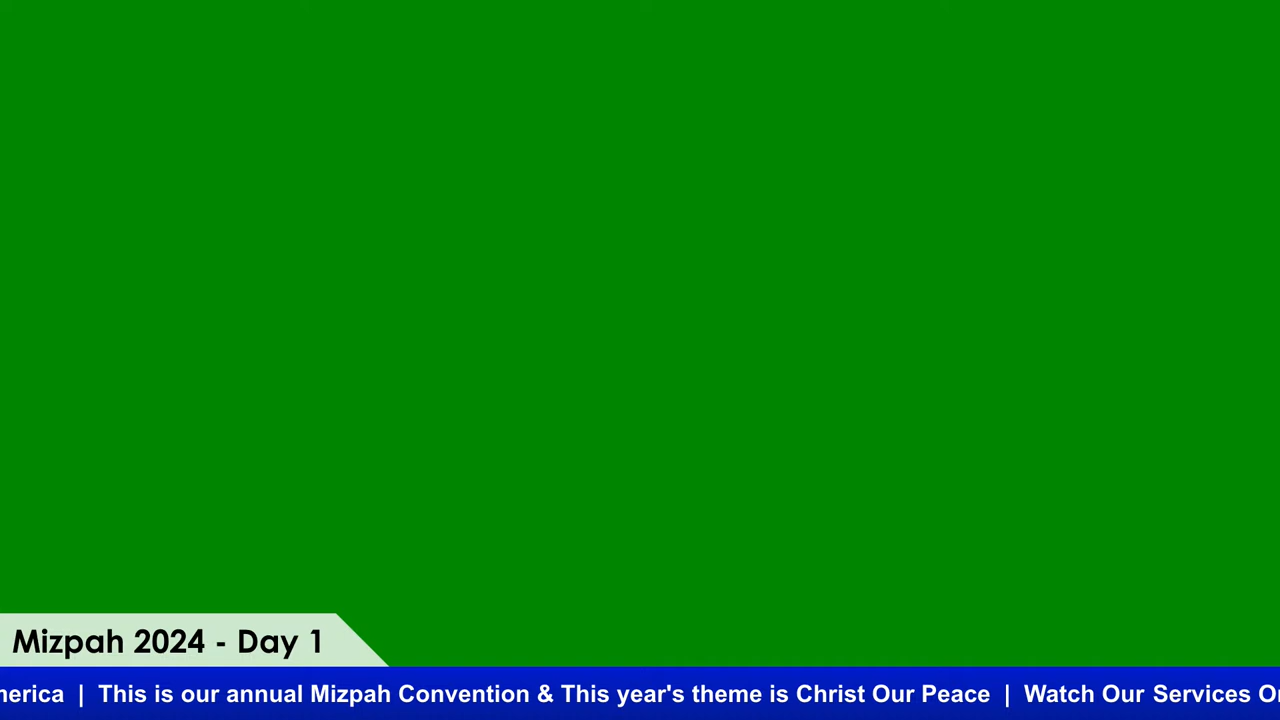 Mizpah 2024 - Day 1
| This is our annual Mizpah Convention & This year's theme is Christ Our Peace | Watch Our Services